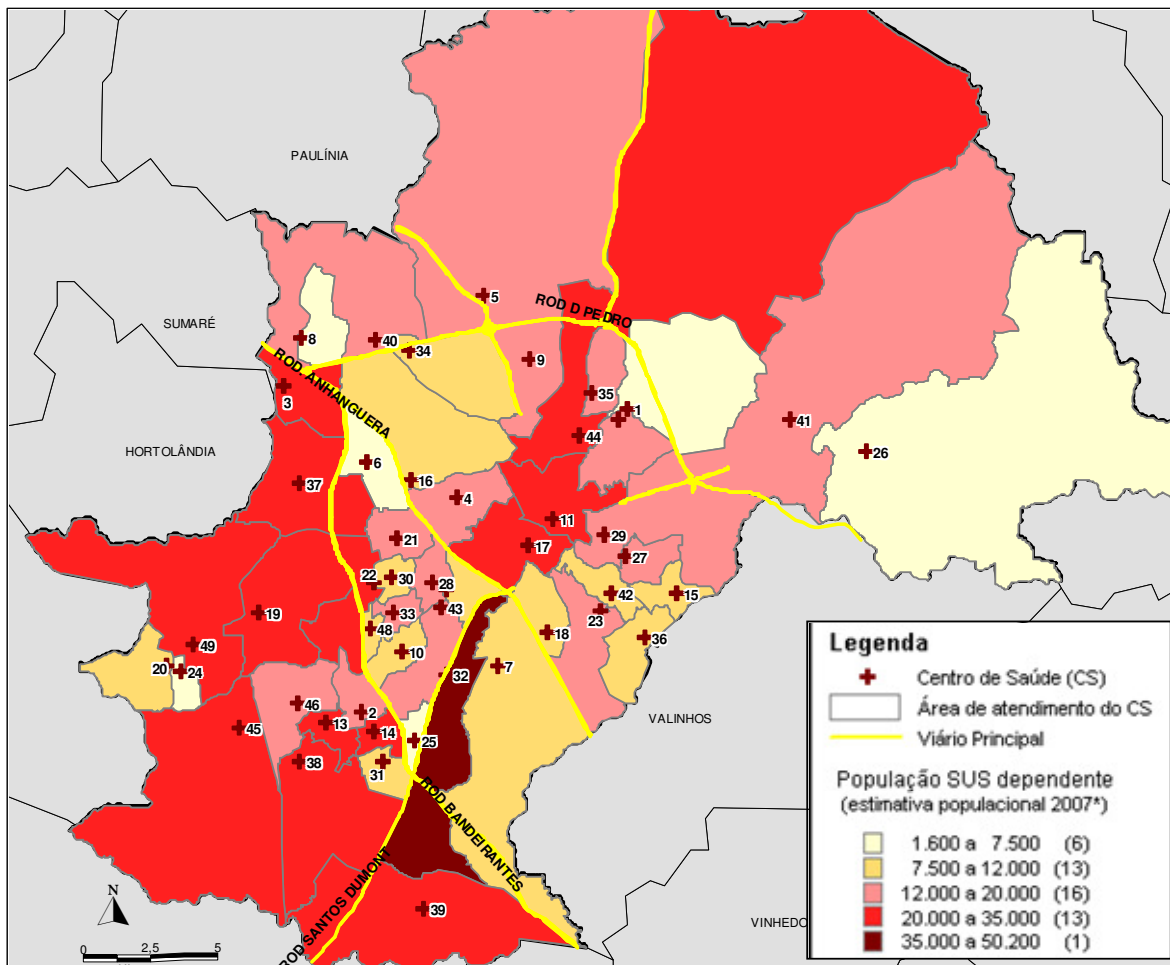 PAULÍNIA
5
ROD D PEDRO
SUMARÉ
8
40
34
9
ROD. ANHANGUERA
3
35
1
44
41
HORTOLÂNDIA
26
6
37
16
4
11
29
21
17
27
22
30
28
42
15
19
33
43
23
48
18
36
49
10
20
24
32
7
46
2
VALINHOS
13
45
14
25
38
31
ROD BANDEIRANTES
ROD SANTOS DUMONT
39
VINHEDO
N
0 2,5 5
Legenda
Centro de Saúde (CS)
Área de atendimento do CS
Viário Principal
População SUS dependente
(estimativa populacional 2007*)
1.600 a 7.500 (6)
7.500 a 12.000 (13)
12.000 a 20.000 (16)
20.000 a 35.000 (13)
35.000 a 50.200 (1)